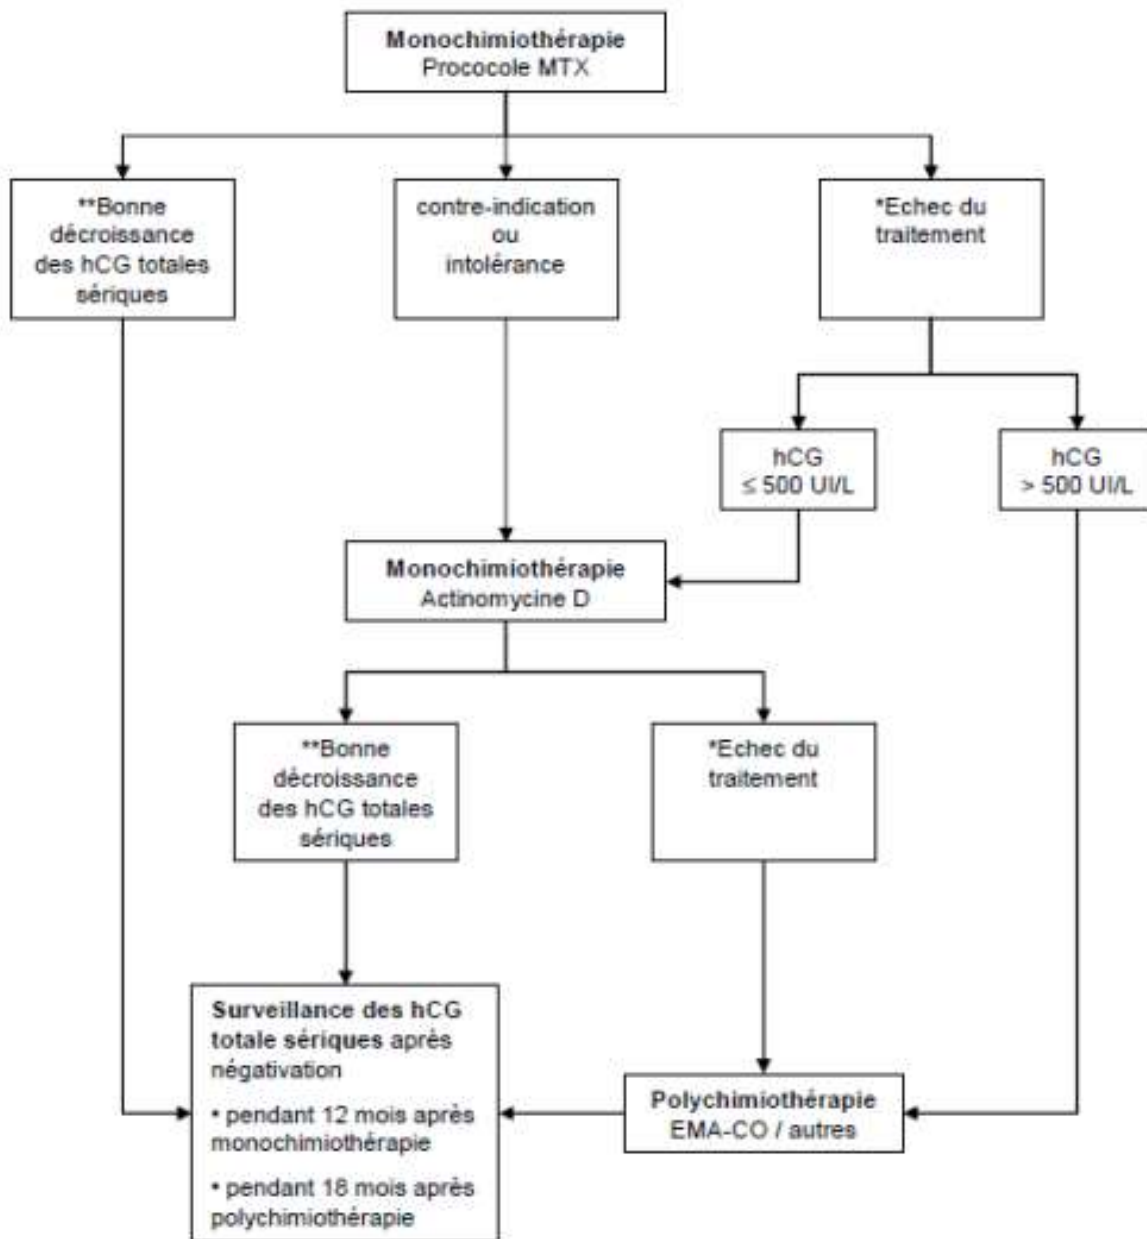 Monochimiothérapie
Prococole MTX
**Bonne
décroissance
des hCG totales
sériques
contre-indication
ou
intolérance
*Echec du
traitement
hCG
≤ 500 UI/L
hCG
> 500 UI/L
Monochimiothérapie
Actinomycine D
**Bonne
décroissance
des hCG totales
sériques
*Echec du
traitement
Surveillance des hCG
totale sériques après
négativation
• pendant 12 mois après
monochimiothérapie
• pendant 18 mois après
polychimiothérapie
Polychimiothérapie
EMA-CO / autres